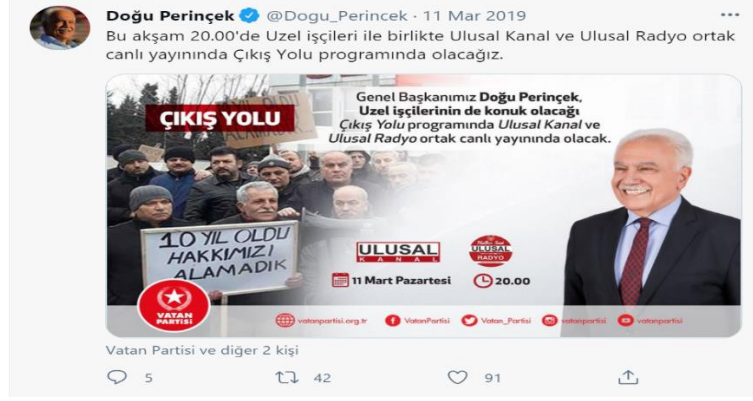 Doğu Perinçek @Dogu_Perincek · 11 Mar 2019
Bu akşam 20.00'de Uzel işçileri ile birlikte Ulusal Kanal ve Ulusal Radyo ortak
canlı yayınında Çıkış Yolu programında olacağız.
ÇIKIŞ YOLU
Genel Başkanımız Doğu Perinçek,
Uzel işçilerinin de konuk olacağı
Çıkış Yolu programında Ulusal Kanal ve
Ulusal Radyo ortak canlı yayınında olacak.
10 YIL OLDU
HAKKIMIZI
ALAMADIK
ULUSAL
KANAL
ULUSAL
RADYO
11 Mart Pazartesi
20.00
VATAN
PARTİSİ
vatanpartisi.org.tr
VatanPartisi
Vatan_Partisi
vatanpartisi
vatanpartisi
Vatan Partisi ve diğer 2 kişi
5
42
91